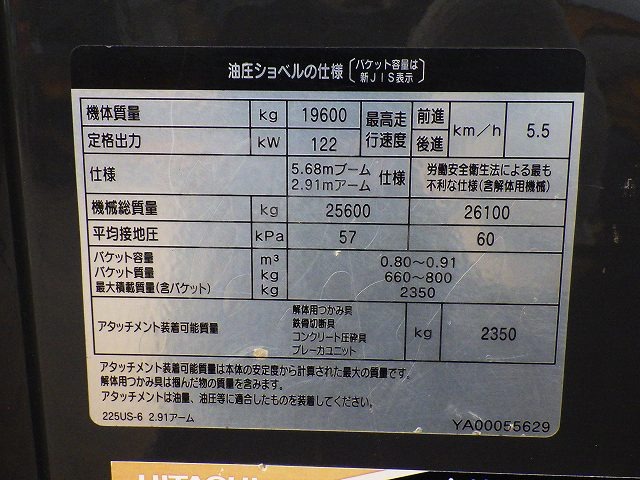 油圧ショベルの仕様 〔バケット容量は 新JIS表示〕
機体質量 kg 19600 最高走行速度 前進 後進 km/h 5.5
定格出力 kW 122
仕様 5.68mブーム 2.91mアーム 仕様 労働安全衛生法による最も不利な仕様(含解体用機械)
機械総質量 kg 25600 26100
平均接地圧 kPa 57 60
バケット容量 m³ 0.80～0.91
バケット質量 kg 660～800
最大積載質量(含バケット) kg 2350
アタッチメント装着可能質量 解体用つかみ具 鉄骨切断具 コンクリート圧砕具 ブレーカユニット kg 2350
アタッチメント装着可能質量は本体の安定度から計算された最大の質量です。
解体用つかみ具は掴んだ物の質量を含みます。
アタッチメントは油量、油圧等に適合したものを装着してください。
225US-6 2.91アーム YA00055629
HITACHI